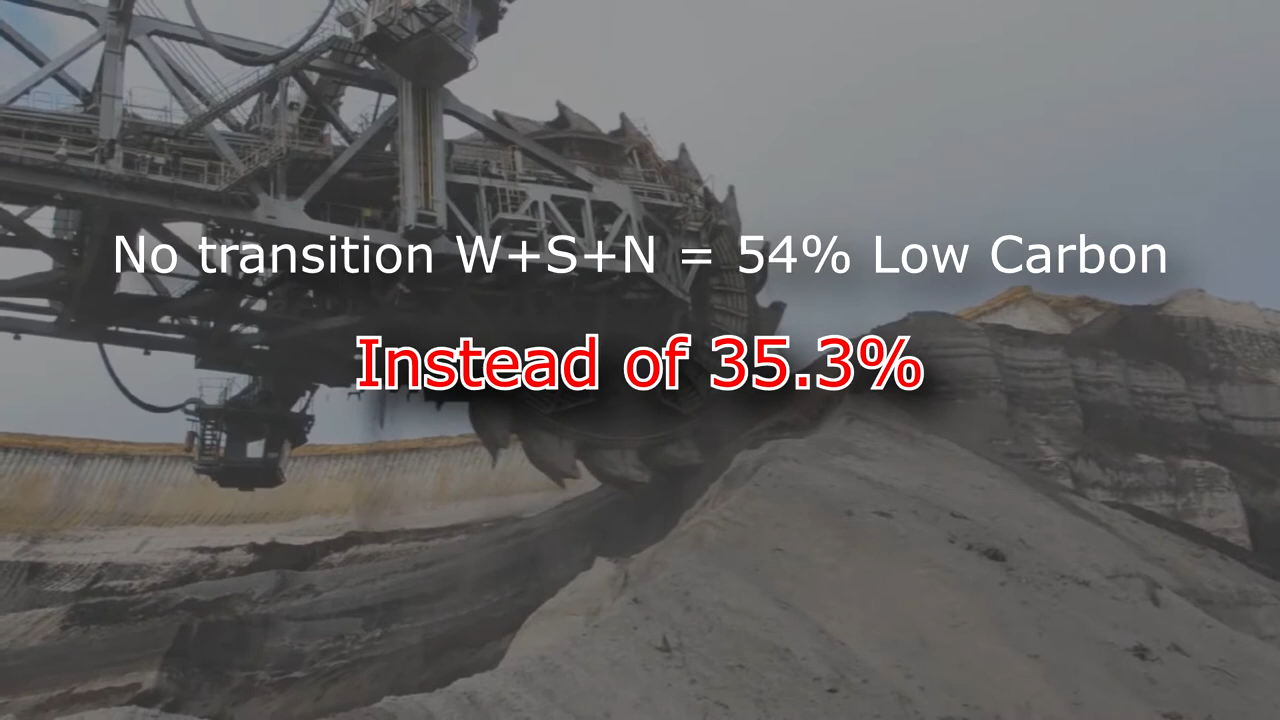 No transition W+S+N = 54% Low Carbon
Instead of 35.3%